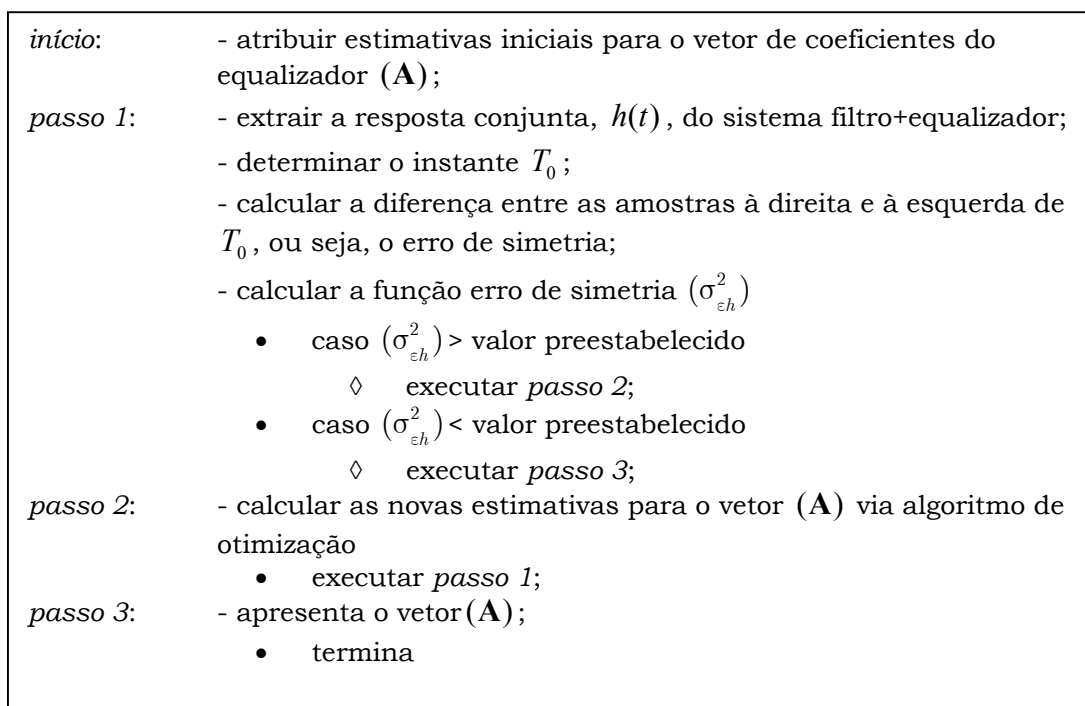 início: - atribuir estimativas iniciais para o vetor de coeficientes do
equalizador (A);
passo 1: - extrair a resposta conjunta, h(t), do sistema filtro+equalizador;
- determinar o instante T₀;
- calcular a diferença entre as amostras à direita e à esquerda de
T₀, ou seja, o erro de simetria;
- calcular a função erro de simetria (σ²_εh)
• caso (σ²_εh)> valor preestabelecido
◊ executar passo 2;
• caso (σ²_εh)< valor preestabelecido
◊ executar passo 3;
passo 2: - calcular as novas estimativas para o vetor (A) via algoritmo de
otimização
• executar passo 1;
passo 3: - apresenta o vetor(A);
• termina